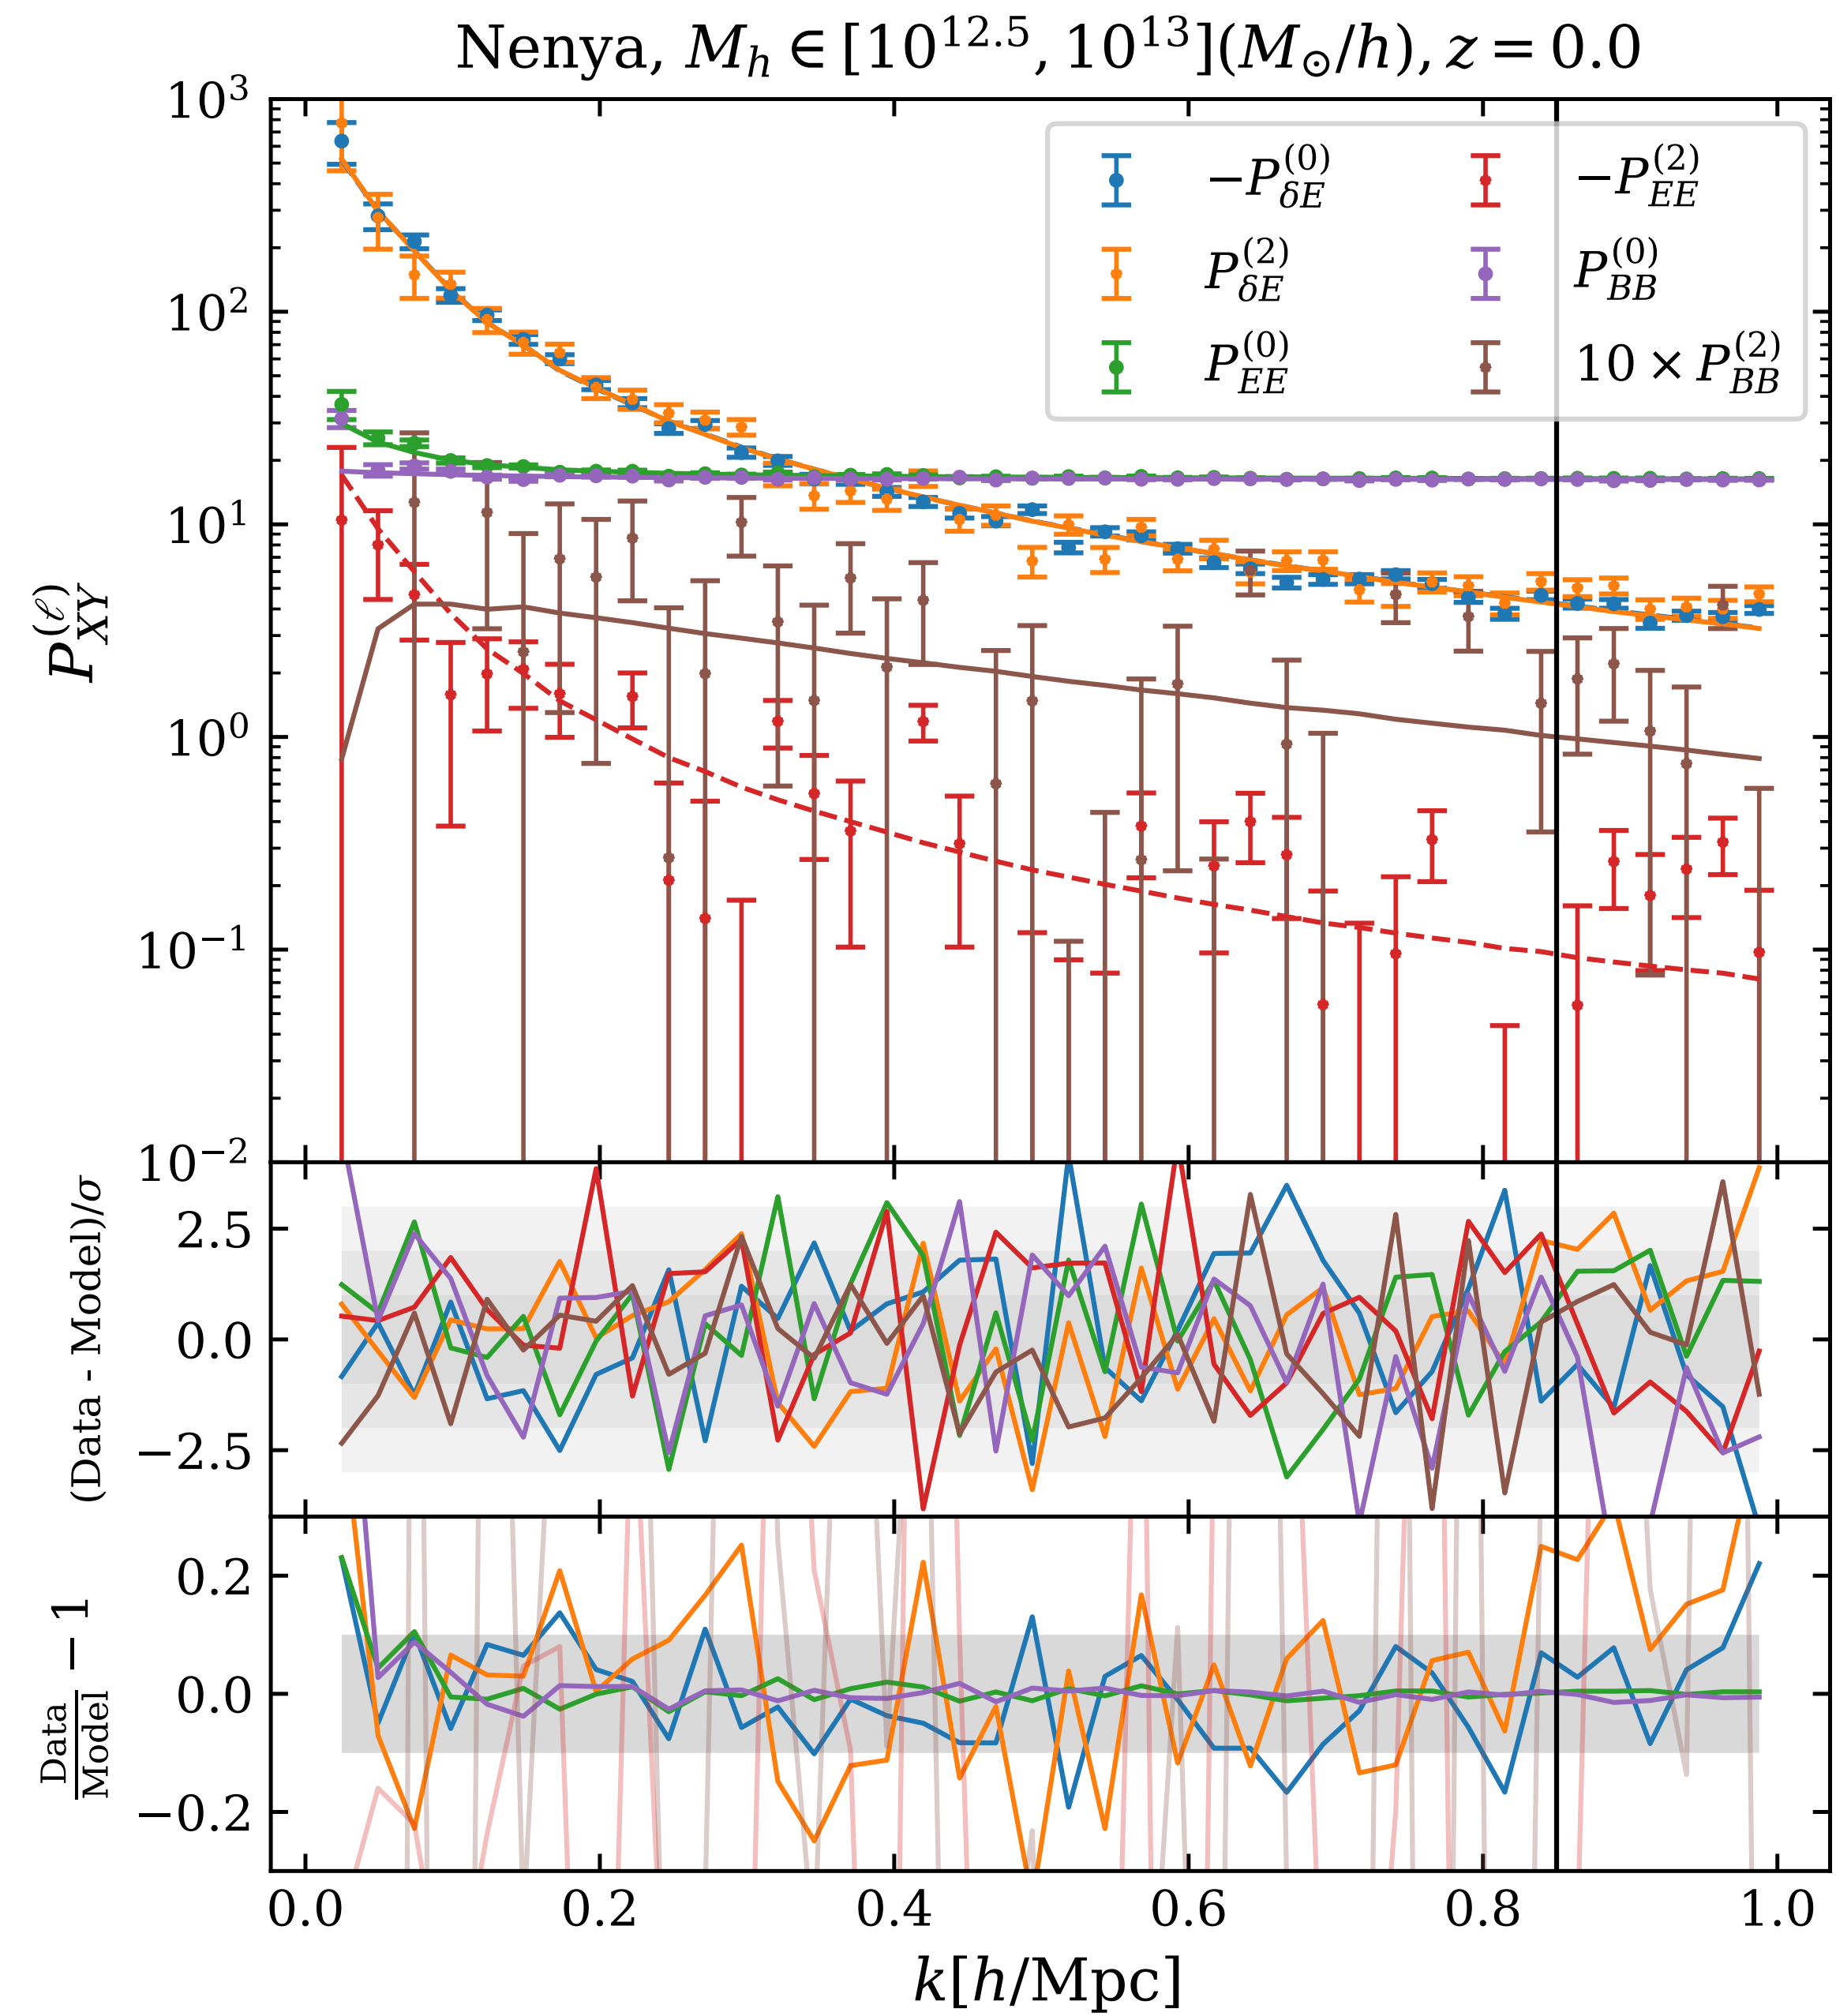 Nenya, $M_h \in [10^{12.5}, 10^{13}](M_\odot/h), z = 0.0$
$10^3$
$10^2$
$10^1$
$10^0$
$10^{-1}$
$10^{-2}$
$P_{XY}^{(\ell)}$
$-P_{\delta E}^{(0)}$
$P_{\delta E}^{(2)}$
$P_{EE}^{(0)}$
$-P_{EE}^{(2)}$
$P_{BB}^{(0)}$
$10 \times P_{BB}^{(2)}$
(Data - Model)/σ
2.5
0.0
−2.5
$\frac{\text{Data}}{\text{Model}} - 1$
0.2
0.0
−0.2
0.0 0.2 0.4 0.6 0.8 1.0
$k[h/\text{Mpc}]$